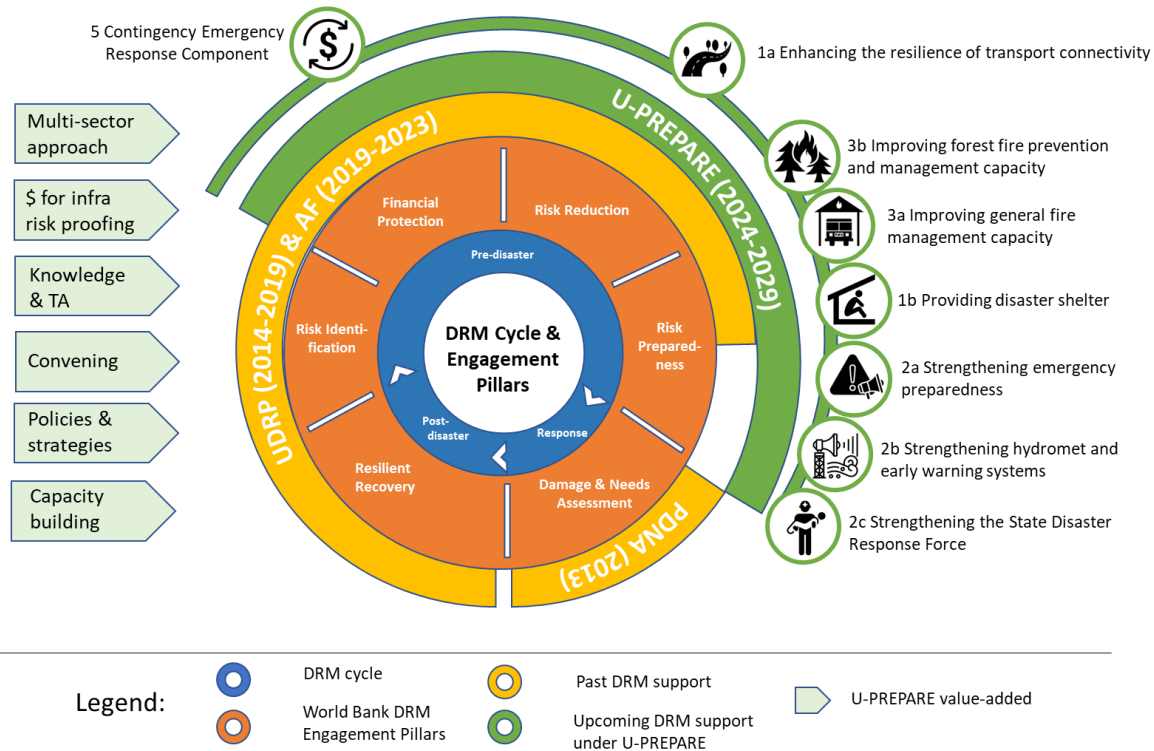 5 Contingency Emergency
Response Component
1a Enhancing the resilience of transport connectivity
Multi-sector
approach
$ for infra
risk proofing
Knowledge
& TA
Convening
Policies &
strategies
Capacity
building
$
U-PREPARE (2024-2029)
UDRP (2014-2019) & AF (2019-2023)
PDNA (2013)
Financial
Protection
Risk Reduction
Risk Identi-
fication
Risk
Prepared-
ness
Resilient
Recovery
Damage & Needs
Assessment
Pre-disaster
Post-
disaster
Response
DRM Cycle &
Engagement
Pillars
3b Improving forest fire prevention
and management capacity
3a Improving general fire
management capacity
1b Providing disaster shelter
2a Strengthening emergency
preparedness
2b Strengthening hydromet and
early warning systems
2c Strengthening the State Disaster
Response Force
Legend:
DRM cycle
World Bank DRM
Engagement Pillars
Past DRM support
Upcoming DRM support
under U-PREPARE
U-PREPARE value-added